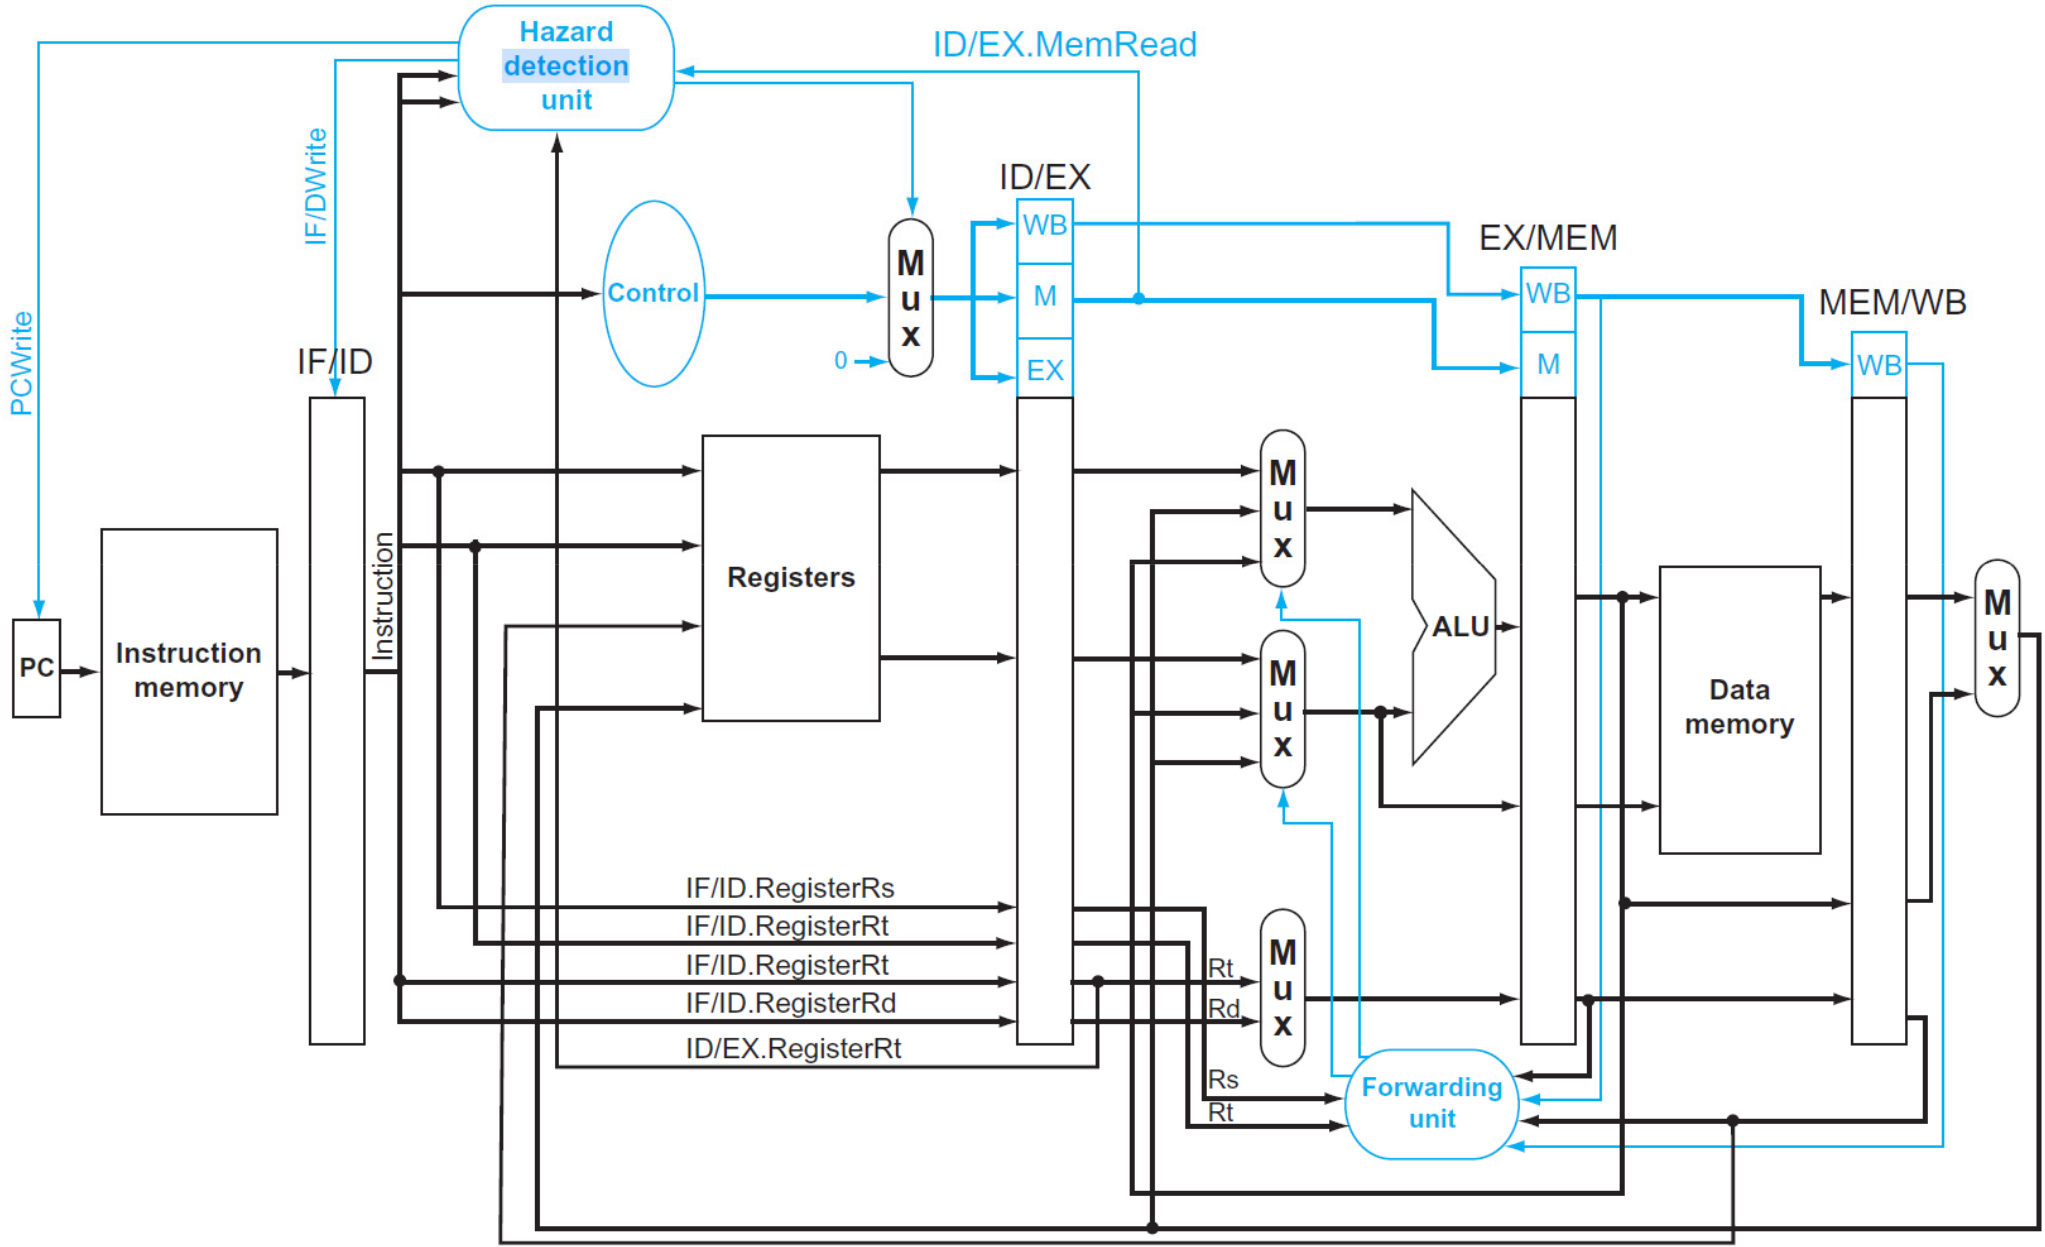 Hazard
detection
unit
ID/EX.MemRead
IF/DWrite
PCWrite
ID/EX
WB
M
EX
Control
0
M
u
x
EX/MEM
WB
M
MEM/WB
WB
IF/ID
PC
Instruction
memory
Instruction
Registers
M
u
x
M
u
x
ALU
Data
memory
M
u
x
IF/ID.RegisterRs
IF/ID.RegisterRt
IF/ID.RegisterRt
IF/ID.RegisterRd
ID/EX.RegisterRt
Rt
Rd
M
u
x
Rs
Rt
Forwarding
unit